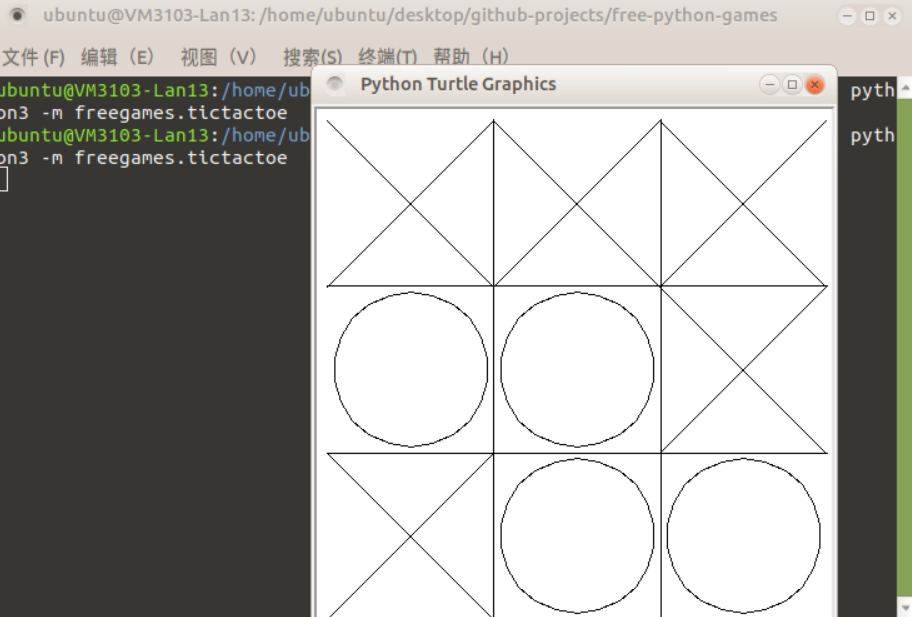 ubuntu@VM3103-Lan13: /home/ubuntu/desktop/github-projects/free-python-games
文件 (F) 编辑 (E) 视图 (V) 搜索(S) 终端(T) 帮助 (H)
Python Turtle Graphics
ubuntu@VM3103-Lan13:/home/ub pyth
on3 -m freegames.tictactoe
ubuntu@VM3103-Lan13:/home/ub pyth
on3 -m freegames.tictactoe